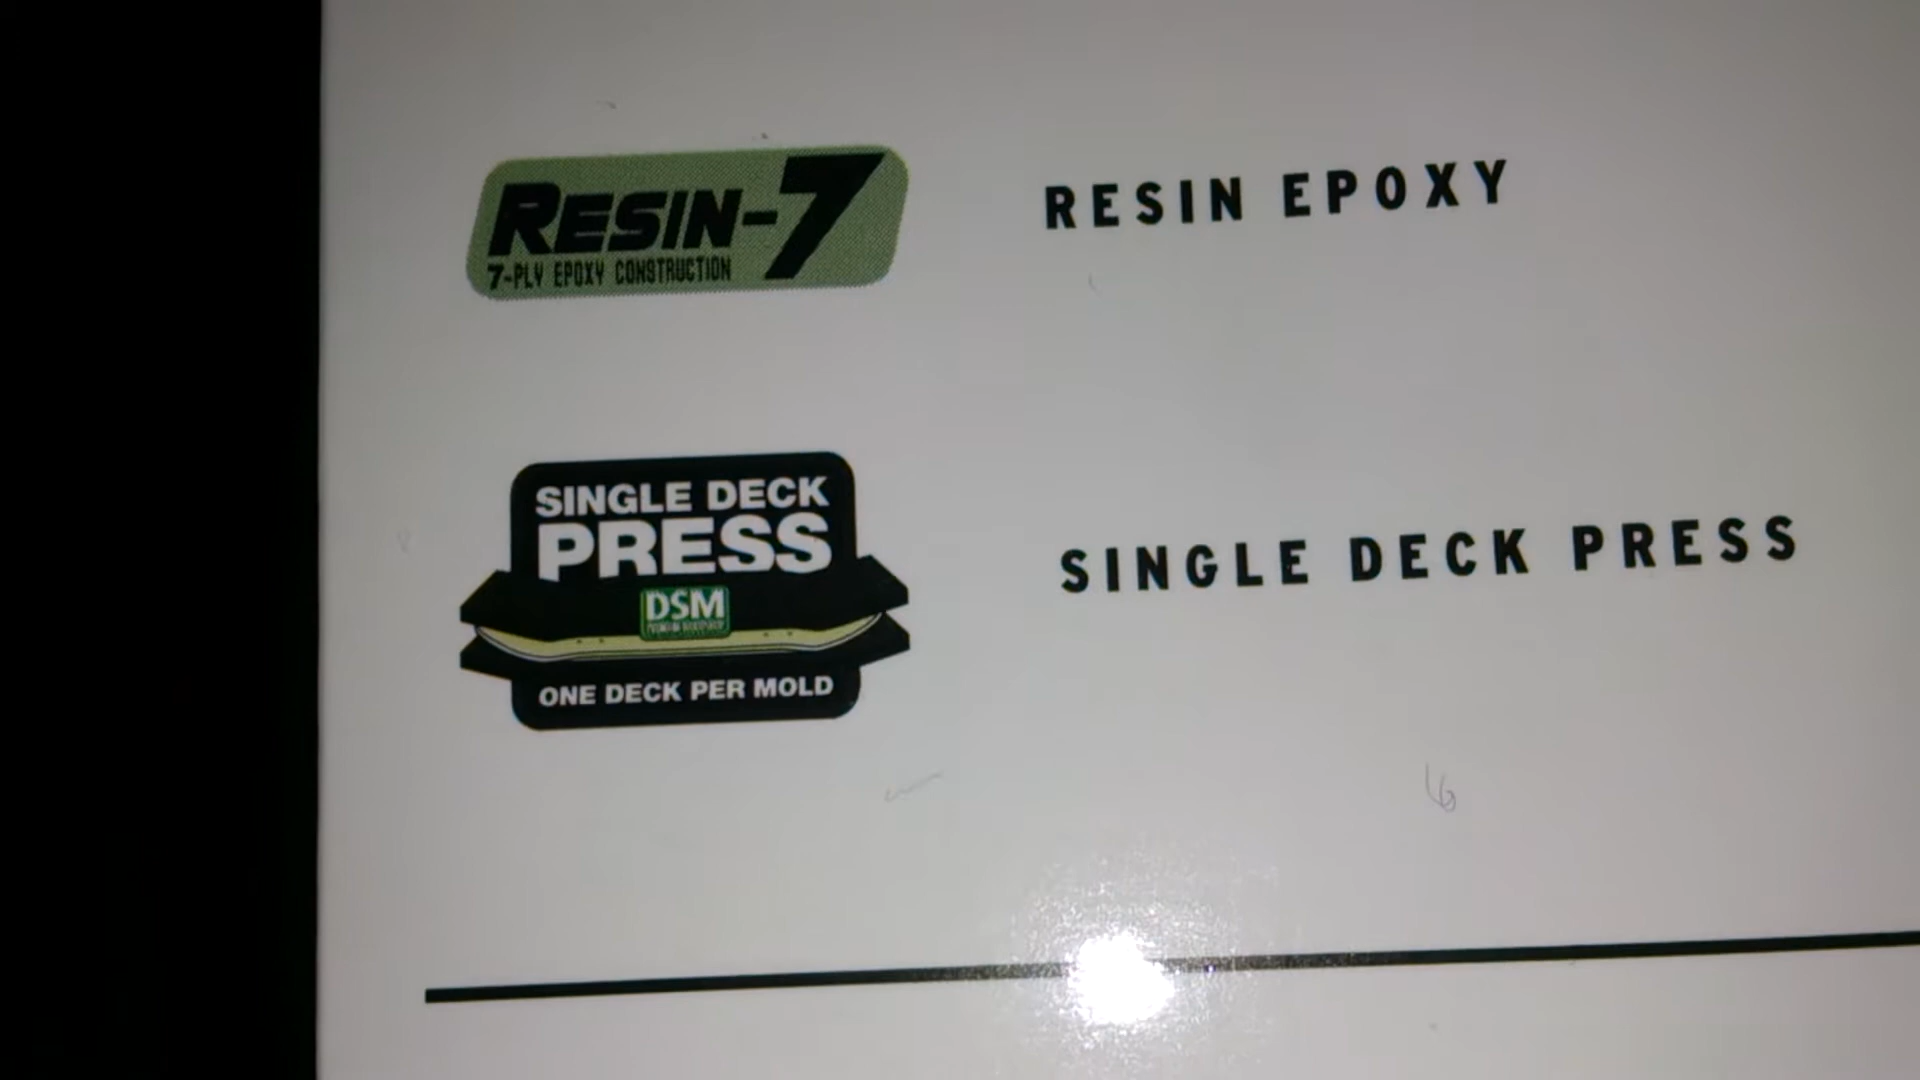 RESIN-7
7-PLY EPOXY CONSTRUCTION
RESIN EPOXY
SINGLE DECK
PRESS
DSM
ONE DECK PER MOLD
SINGLE DECK PRESS